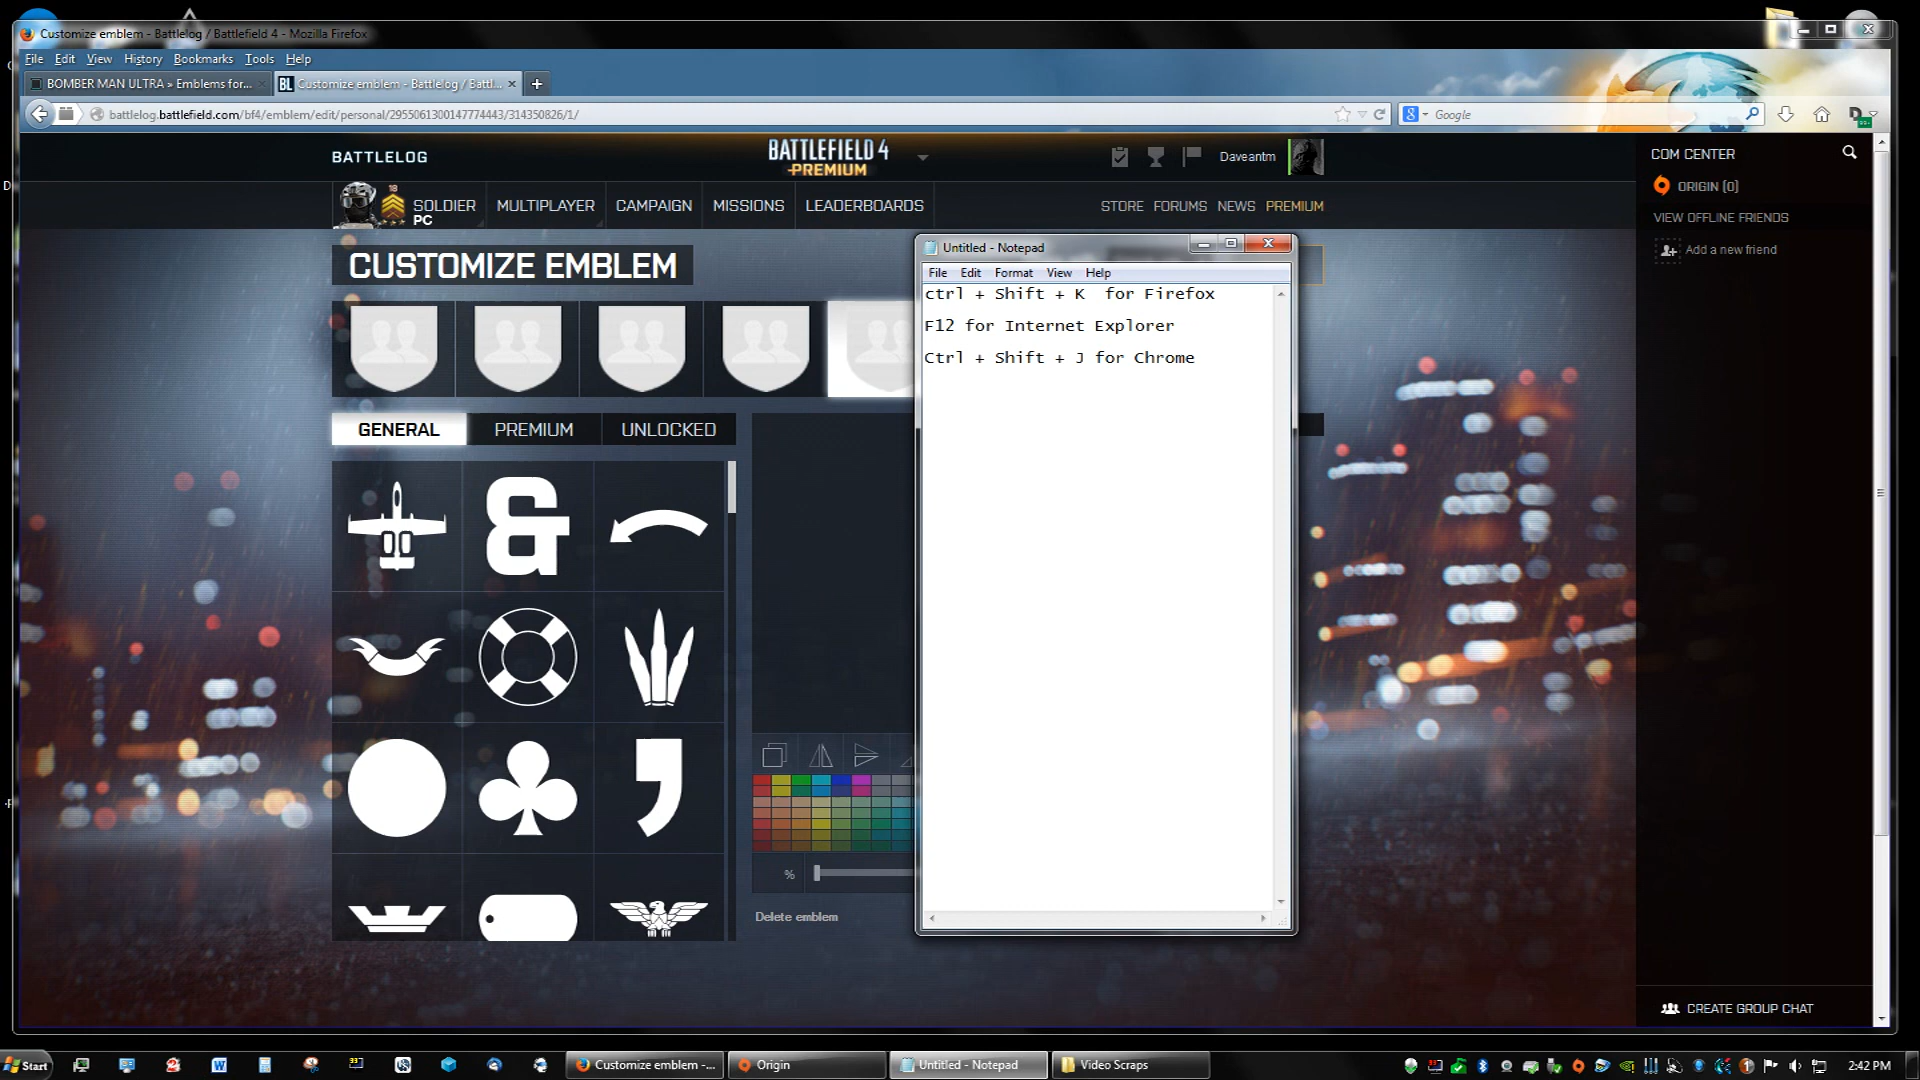 Customize emblem - Battlelog / Battlefield 4 - Mozilla Firefox
File Edit View History Bookmarks Tools Help
BOMBER MAN ULTRA » Emblems for...
BL Customize emblem - Battlelog / Battl...
battlelog.battlefield.com/bf4/emblem/edit/personal/2955061300147774443/314350826/1/
8 Google
BATTLELOG
BATTLEFIELD 4
PREMIUM
Daveantm
COM CENTER
ORIGIN (0)
VIEW OFFLINE FRIENDS
Add a new friend
18
SOLDIER
PC
MULTIPLAYER CAMPAIGN MISSIONS LEADERBOARDS
STORE FORUMS NEWS PREMIUM
CUSTOMIZE EMBLEM
Untitled - Notepad
File Edit Format View Help
ctrl + Shift + K  for Firefox
F12 for Internet Explorer
Ctrl + Shift + J for Chrome
GENERAL PREMIUM UNLOCKED
&
%
Delete emblem
CREATE GROUP CHAT
Start
Customize emblem -...
Origin
Untitled - Notepad
Video Scraps
2:42 PM